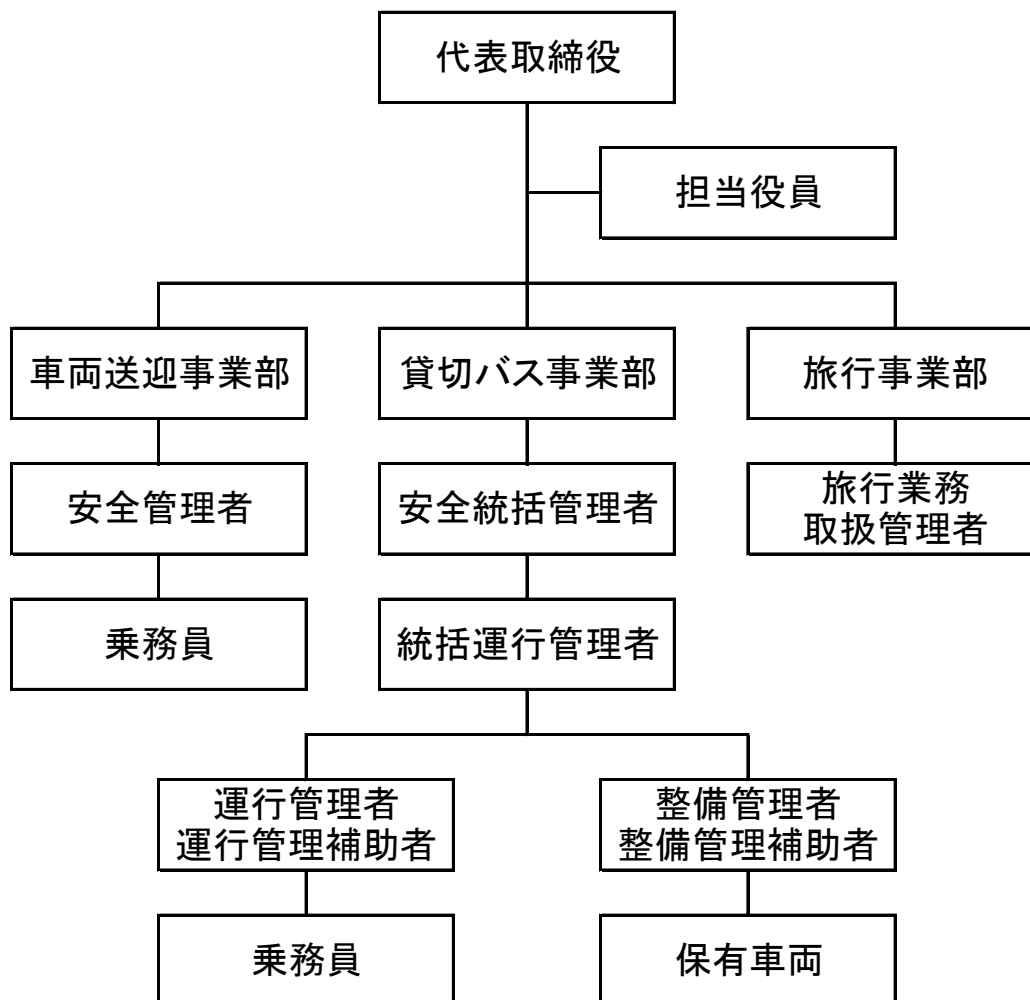 代表取締役
担当役員
車両送迎事業部
貸切バス事業部
旅行事業部
安全管理者
安全統括管理者
旅行業務
取扱管理者
乗務員
統括運行管理者
運行管理者
運行管理補助者
整備管理者
整備管理補助者
乗務員
保有車両